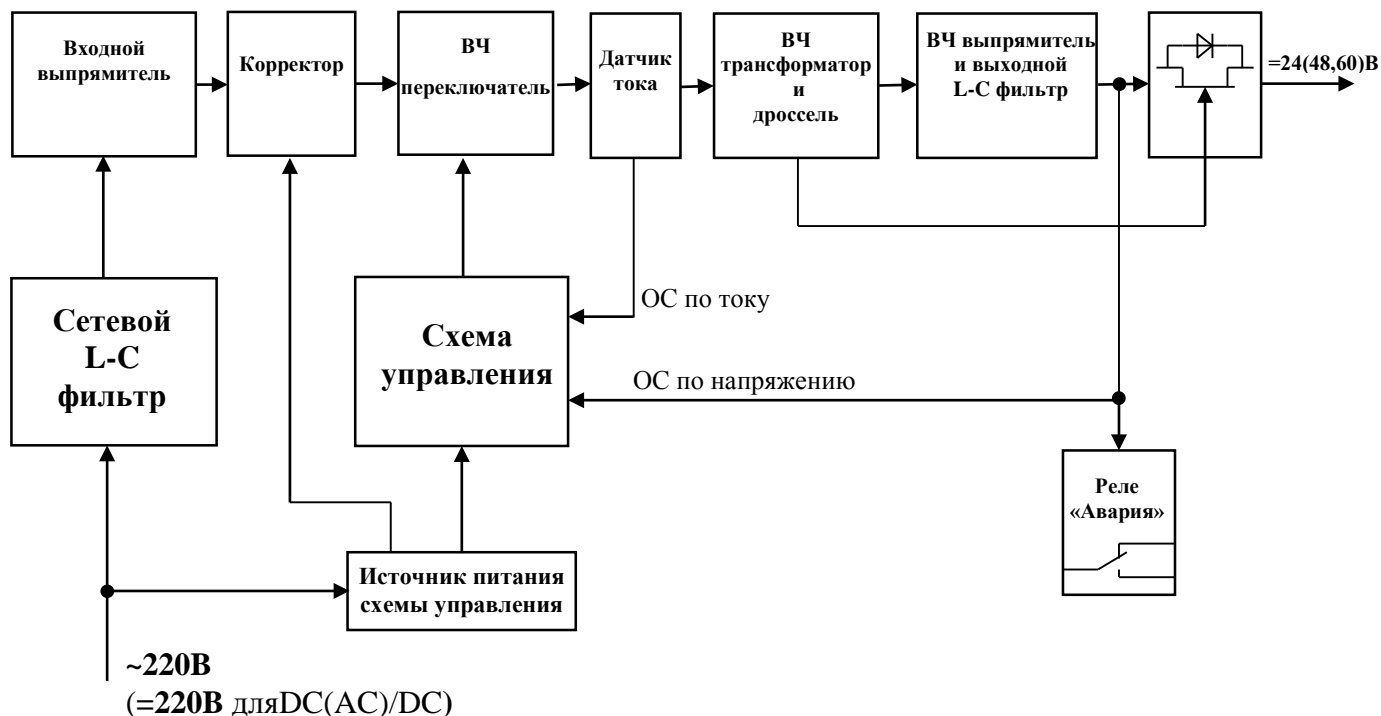 Входной
выпрямитель
Корректор
ВЧ
переключатель
Датчик
тока
ВЧ
трансформатор
и
дроссель
ВЧ выпрямитель
и выходной
L-C фильтр
=24(48,60)В
Сетевой
L-C
фильтр
Схема
управления
ОС по току
ОС по напряжению
Реле
«Авария»
Источник питания
схемы управления
~220В
(=220В дляDC(AC)/DC)